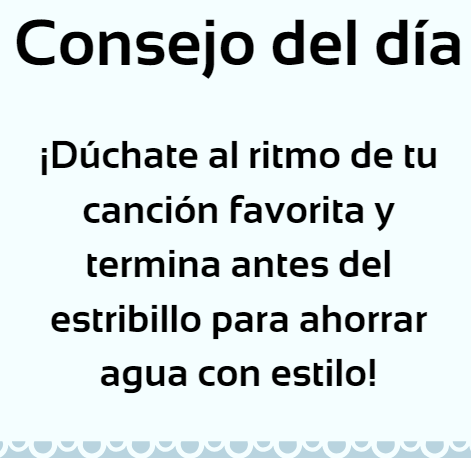 Consejo del día
¡Dúchate al ritmo de tu
canción favorita y
termina antes del
estribillo para ahorrar
agua con estilo!